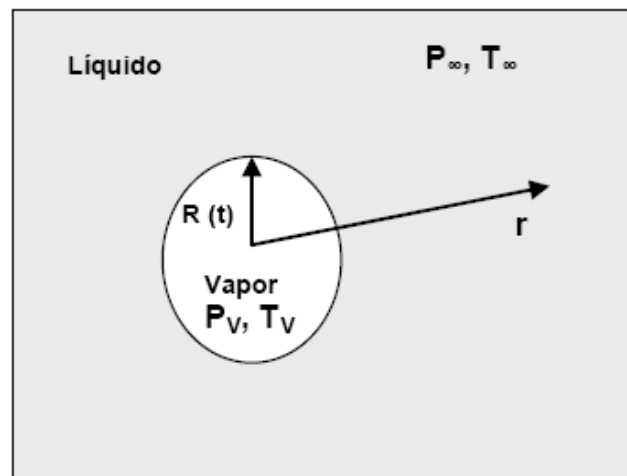 Líquido
P∞, T∞
R (t)
r
Vapor
PV, TV